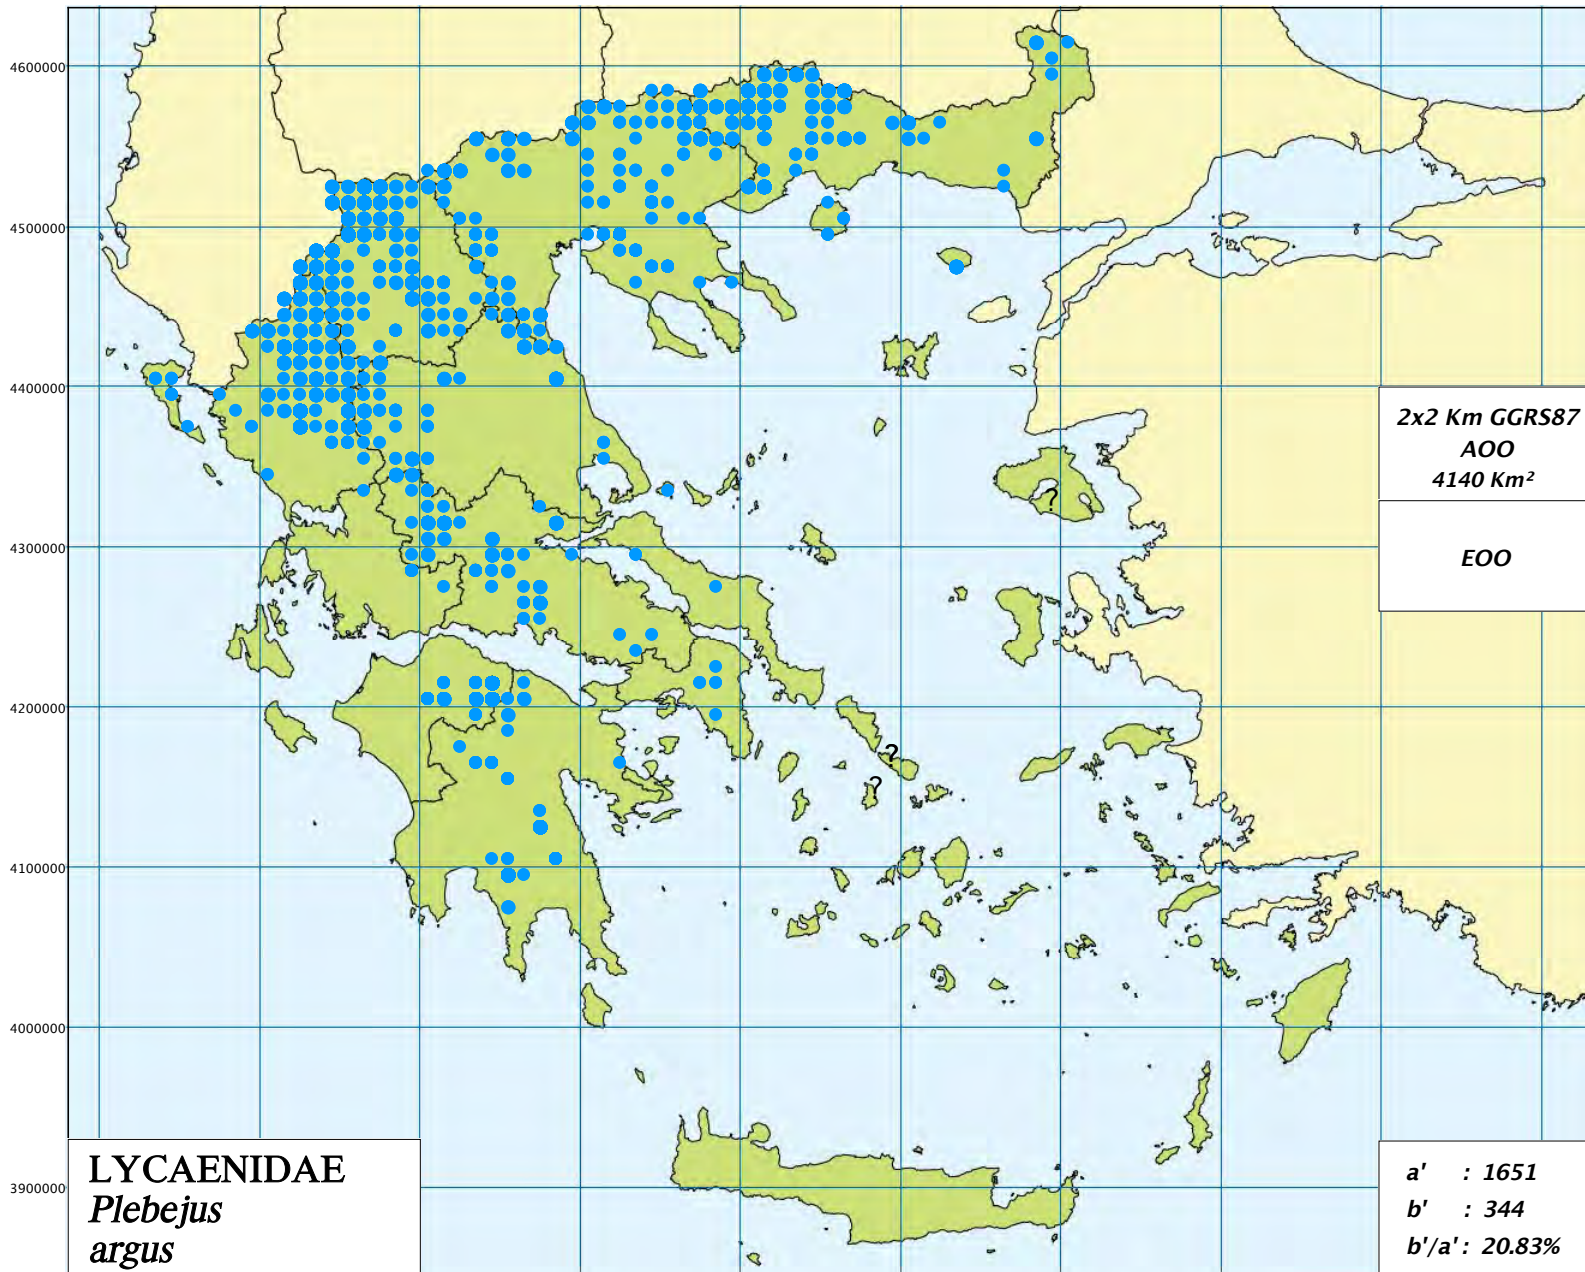 4600000
4500000
4400000
4300000
4200000
4100000
4000000
3900000
2x2 Km GGRS87
AOO
4140 Km²
EOO
?
?
?
LYCAENIDAE
Plebejus
argus
a' : 1651
b' : 344
b'/a' : 20.83%